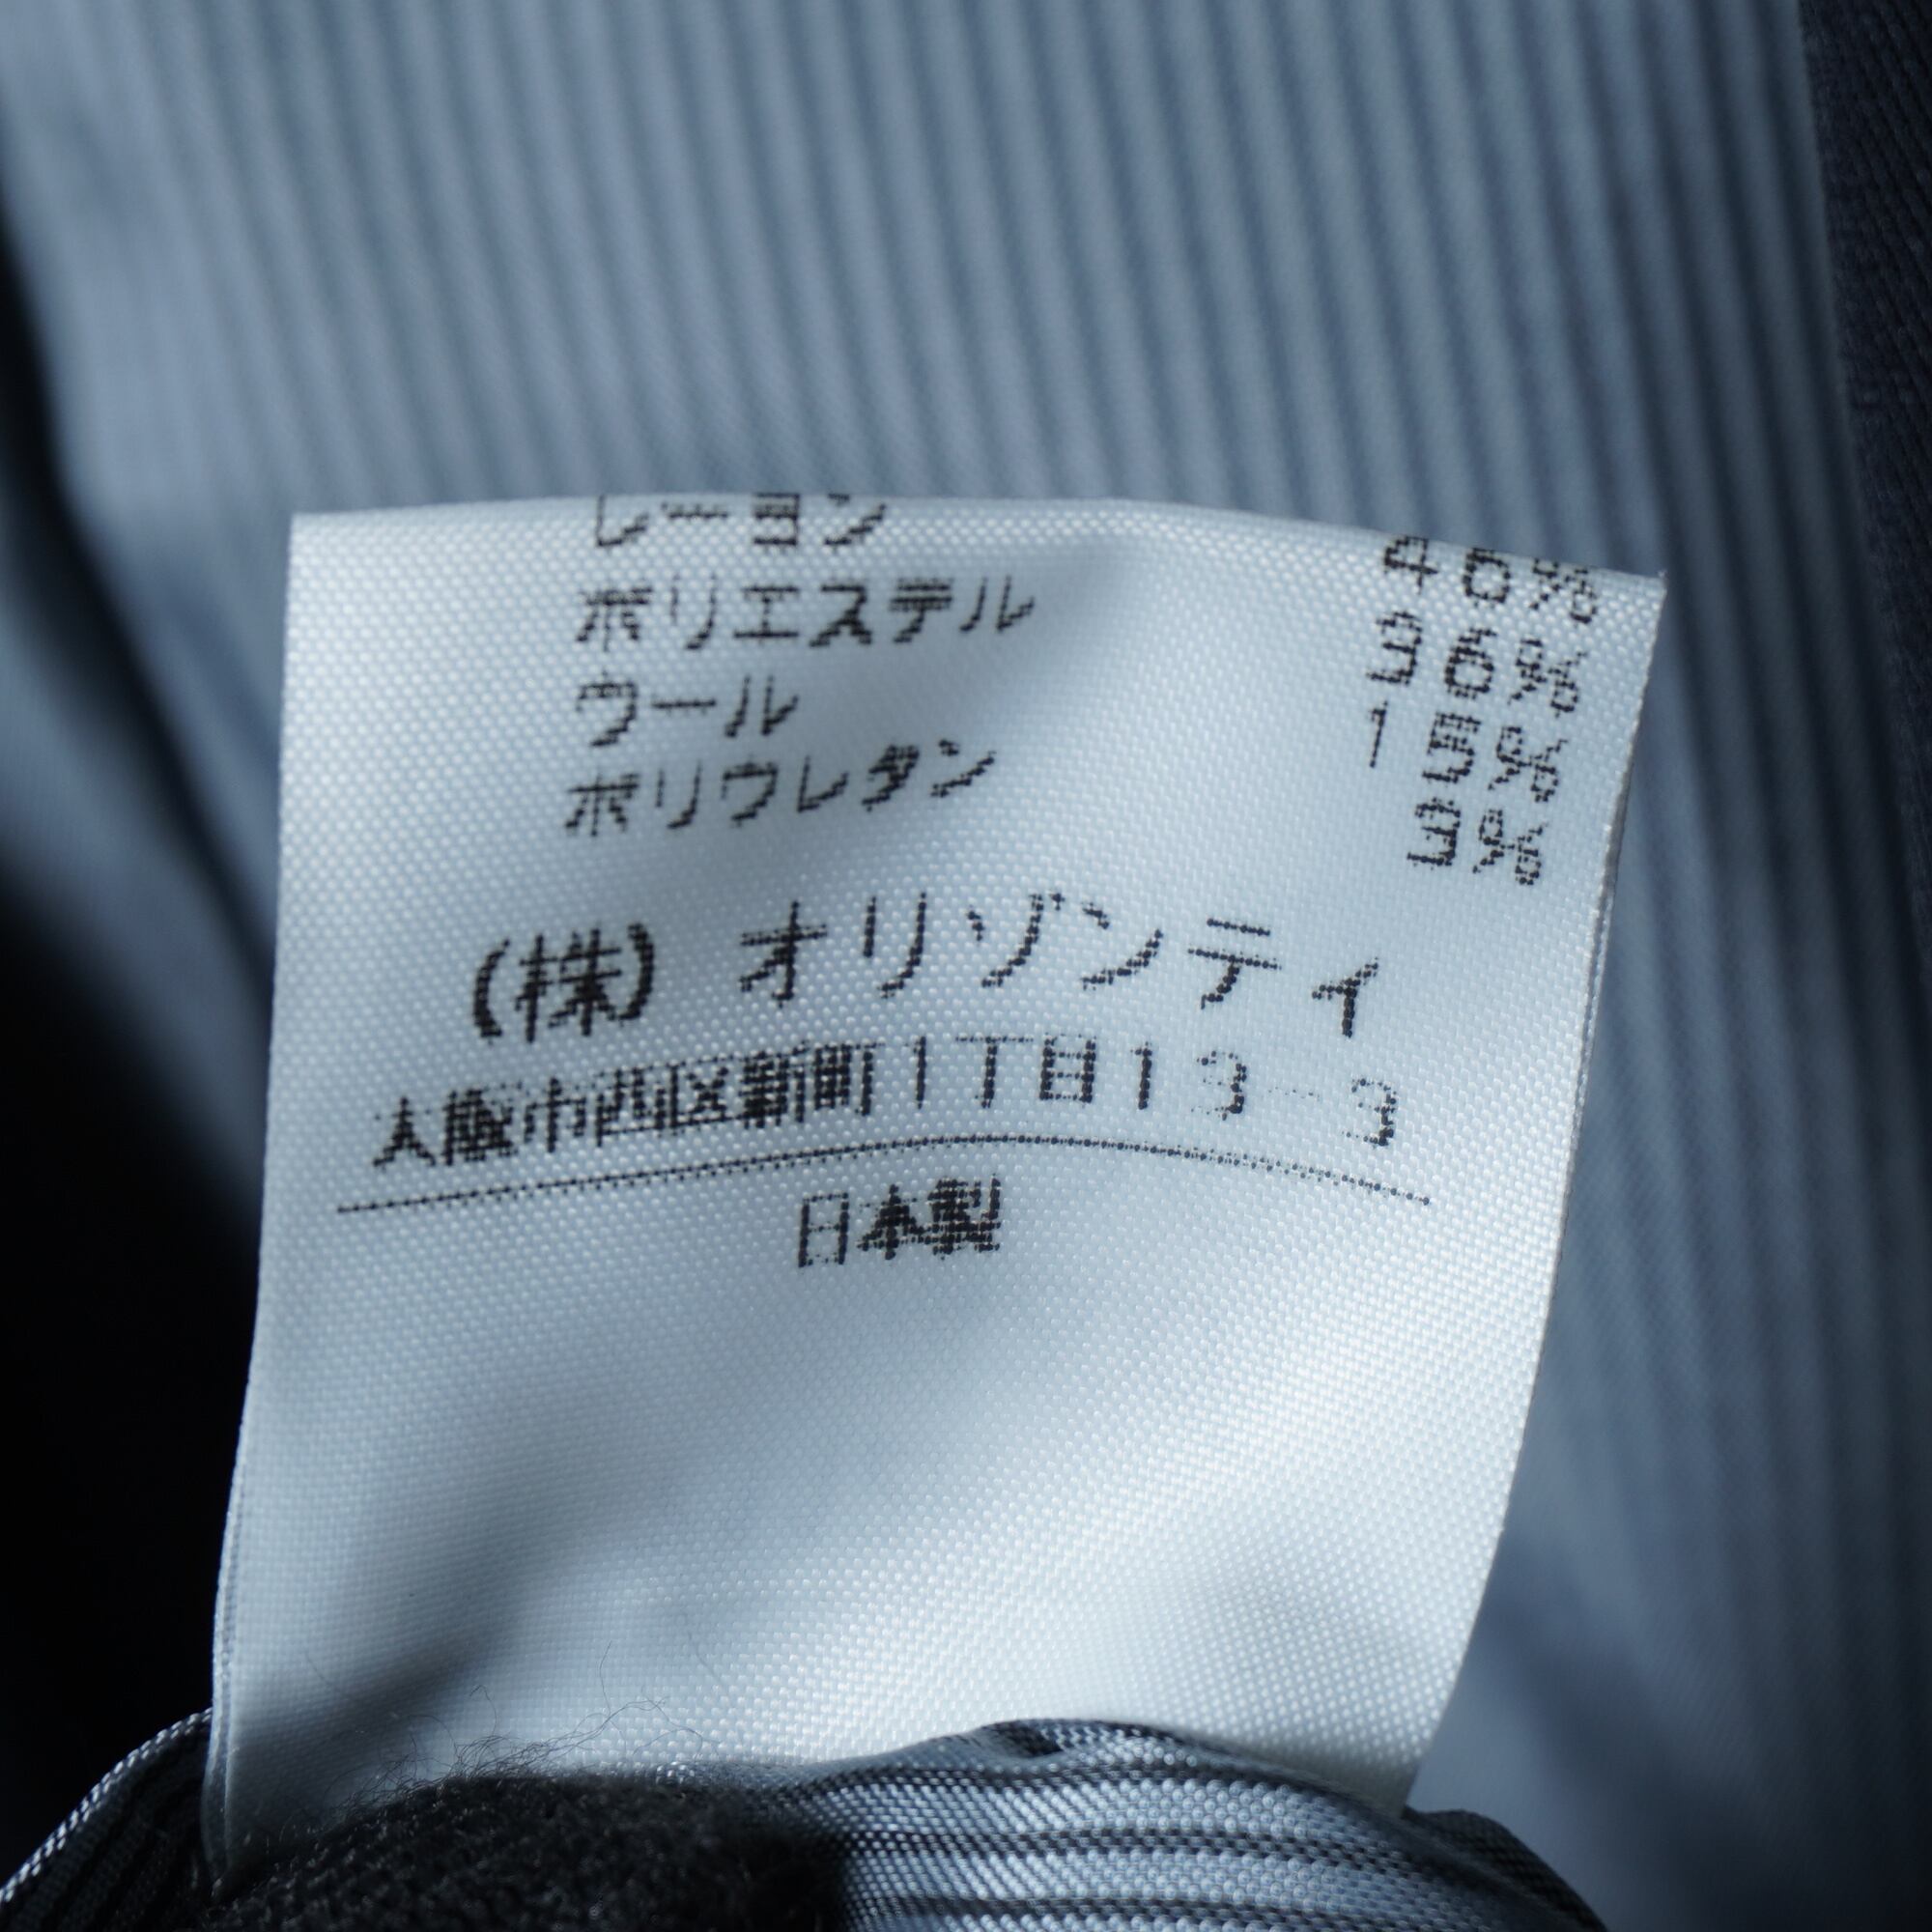 レーヨン 46%
ポリエステル 36%
ウール 15%
ポリウレタン 3%
(株) オリゾンティ
大阪市西区新町1丁目13-3
日本製